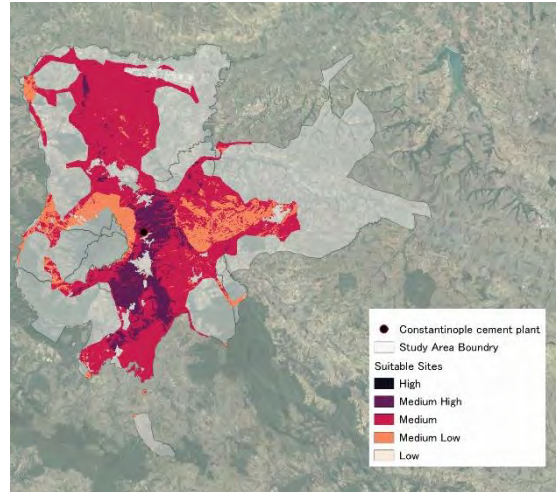 Constantinople cement plant
Study Area Boundry
Suitable Sites
High
Medium High
Medium
Medium Low
Low